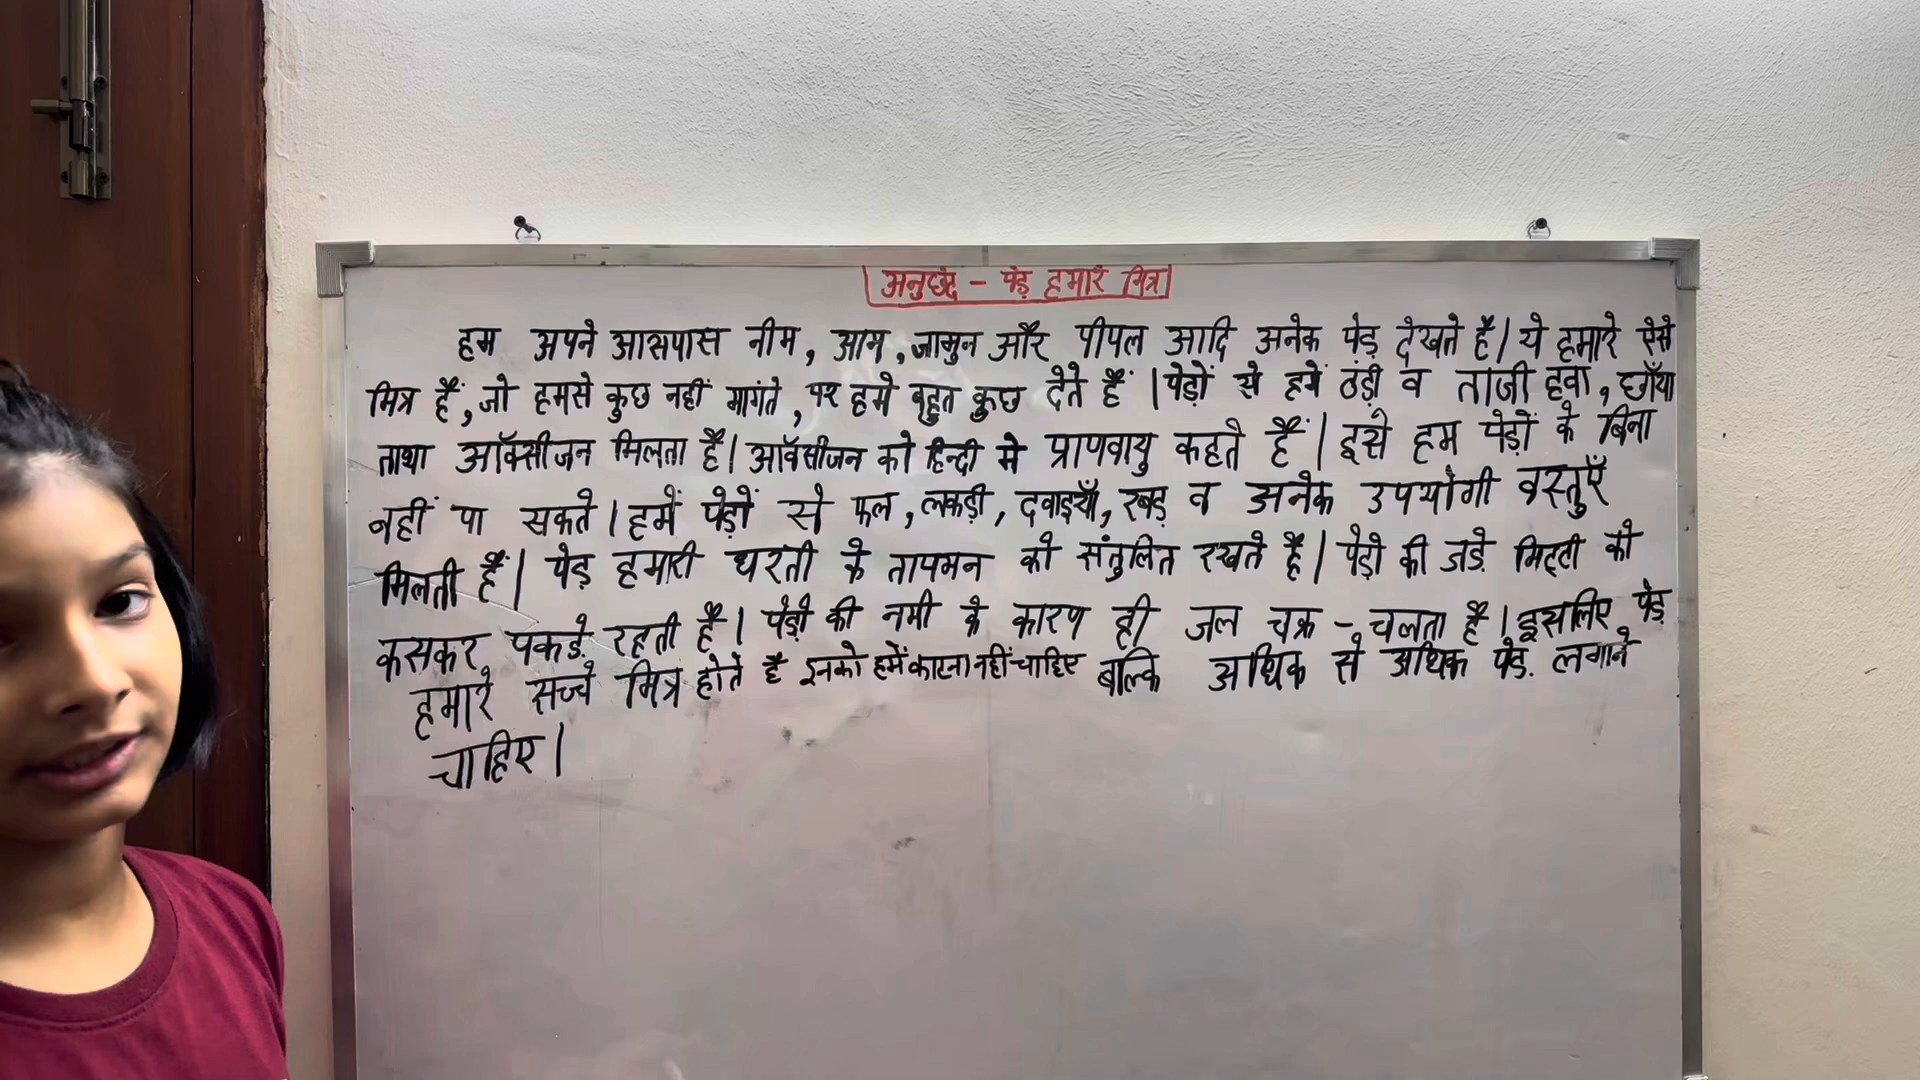 अनुछेद - पेड़ हमारे मित्र
हम अपने आसपास नीम, आम, जामुन और पीपल आदि अनेक पेड़ देखते है। ये हमारे ऐसे
मित्र हैं, जो हमसे कुछ नहीं मागंते, पर हमे बहुत कुछ देते हैं। पेड़ों से हमें ठंड़ी व ताजी हवा, छाँया
ताथा ऑक्सीजन मिलता है। ऑक्सीजन को हिन्दी मे प्राणवायु कहते हैं। इसे हम पेड़ों के बिना
नहीं पा सकते। हमें पेड़ों से फल, लकड़ी, दवाइयाँ, रबड़ व अनेक उपयोगी वस्तुएँ
मिलती हैं। पेड़ हमारी धरती के तापमन को संतुलित रखते है। पेड़ो की जड़े मिट्टी को
कसकर पकड़े रहती है। पेड़ो की नमी के कारण ही जल चक्र - चलता है। इसलिए पेड़
हमारे सच्चे मित्र होते है इनको हमें काटना नहीं चाहिए बल्कि अधिक से अधिक पेड़ लगाने
चाहिए।